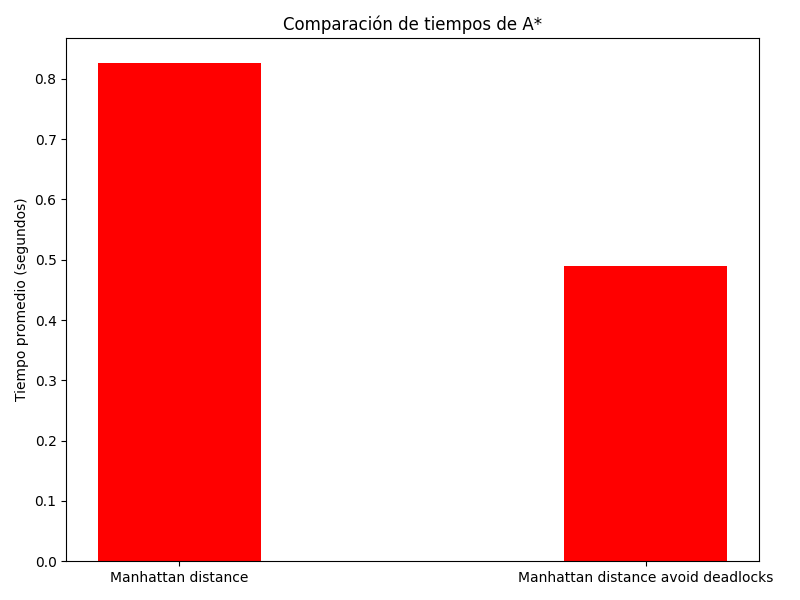 Comparación de tiempos de A*
Tiempo promedio (segundos)
0.8
0.7
0.6
0.5
0.4
0.3
0.2
0.1
0.0
Manhattan distance
Manhattan distance avoid deadlocks